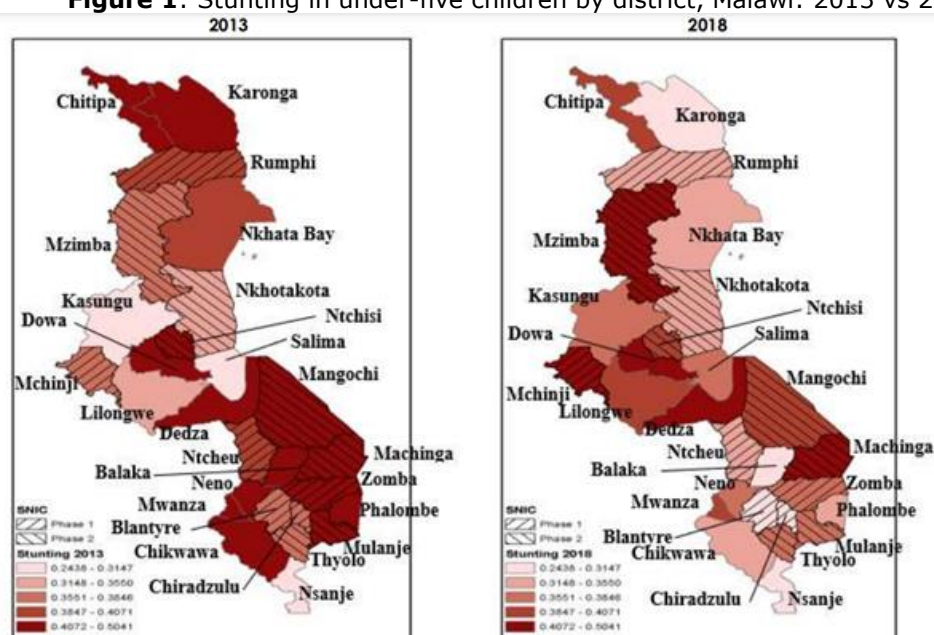 Figure 1: Stunting in under-five children by district, Malawi: 2013 vs 2
2013
Chitipa
Karonga
Rumphi
Mzimba
Nkhata Bay
Kasungu
Nkhotakota
Dowa
Ntchisi
Salima
Mchinji
Mangochi
Lilongwe
Dedza
Ntcheu
Machinga
Balaka
Neno
Zomba
Mwanza
Phalombe
Blantyre
Chikwawa
Mulanje
Thyolo
Chiradzulu
Nsanje
SNIC
Phase 1
Phase 2
Stunting 2013
0.2438 - 0.3147
0.3148 - 0.3550
0.3551 - 0.3846
0.3847 - 0.4071
0.4072 - 0.5041
2018
Chitipa
Karonga
Rumphi
Mzimba
Nkhata Bay
Kasungu
Nkhotakota
Ntchisi
Dowa
Salima
Mchinji
Mangochi
Lilongwe
Dedza
Ntcheu
Machinga
Balaka
Neno
Zomba
Mwanza
Phalombe
Blantyre
Mulanje
Chikwawa
Thyolo
Chiradzulu
Nsanje
SNIC
Phase 1
Phase 2
Stunting 2018
0.2438 - 0.3147
0.3148 - 0.3550
0.3551 - 0.3846
0.3847 - 0.4071
0.4072 - 0.5041